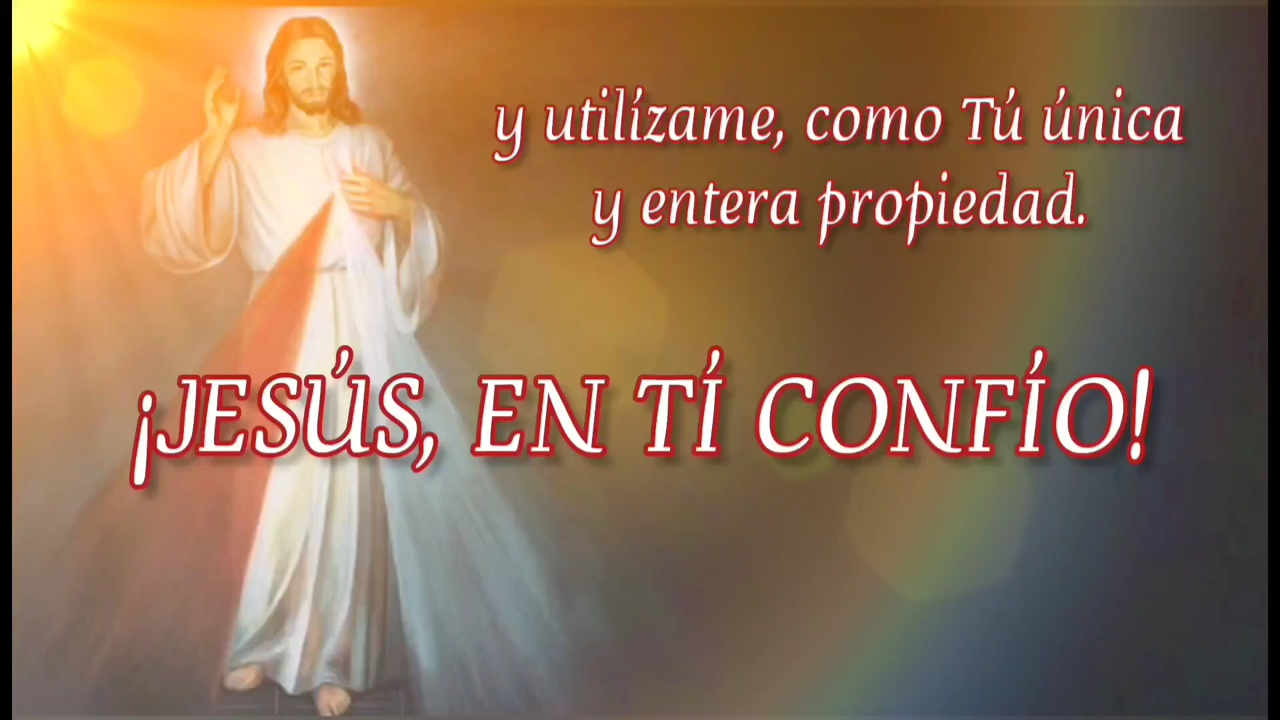 y utilízame, como Tú única
y entera propiedad.
¡JESÚS, EN TÍ CONFÍO!